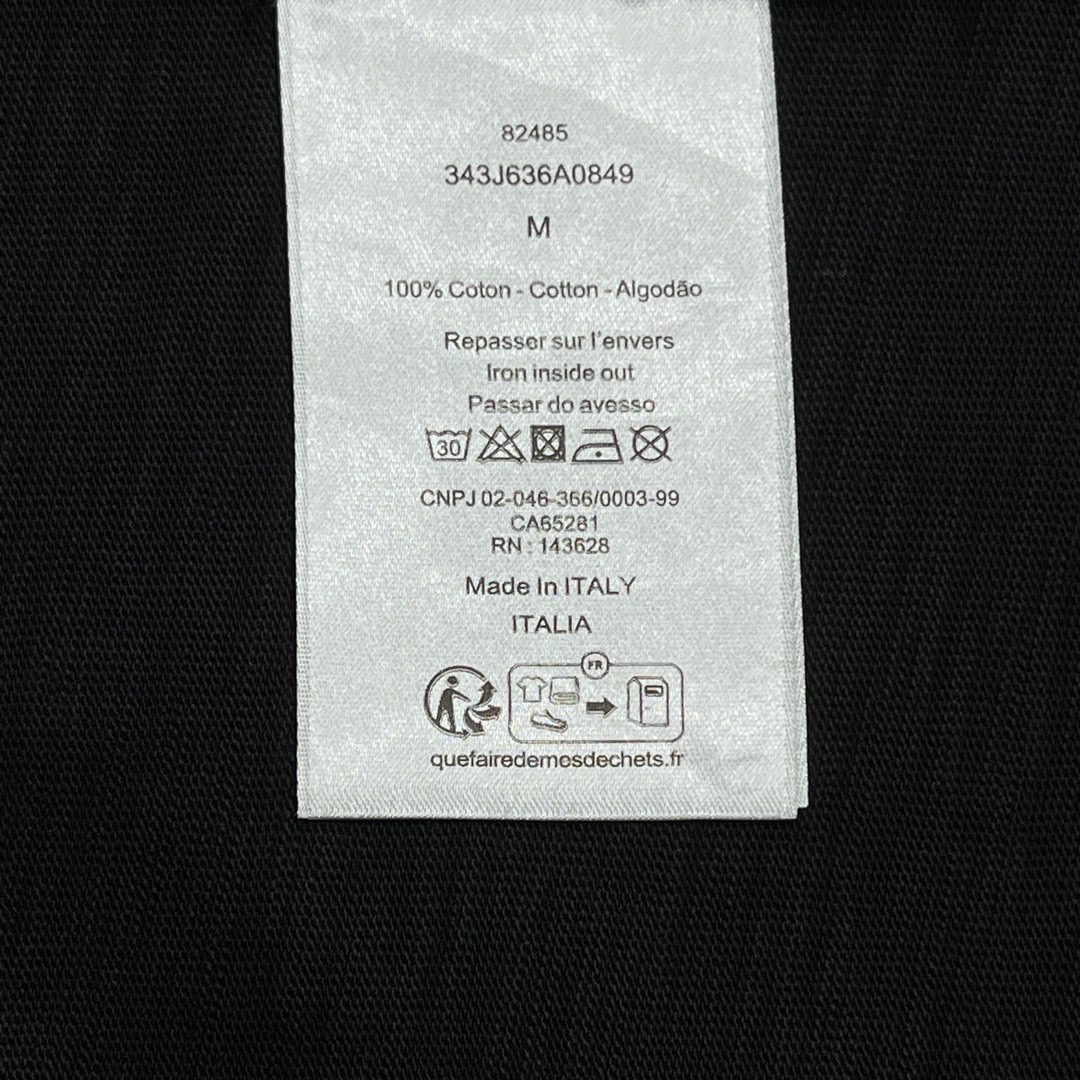 82485
343J636A0849
M
100% Coton - Cotton - Algodão
Repasser sur l'envers
Iron inside out
Passar do avesso
30
CNPJ 02-046-366/0003-99
CA65281
RN : 143628
Made In ITALY
ITALIA
FR
quefairedemesdechets.fr